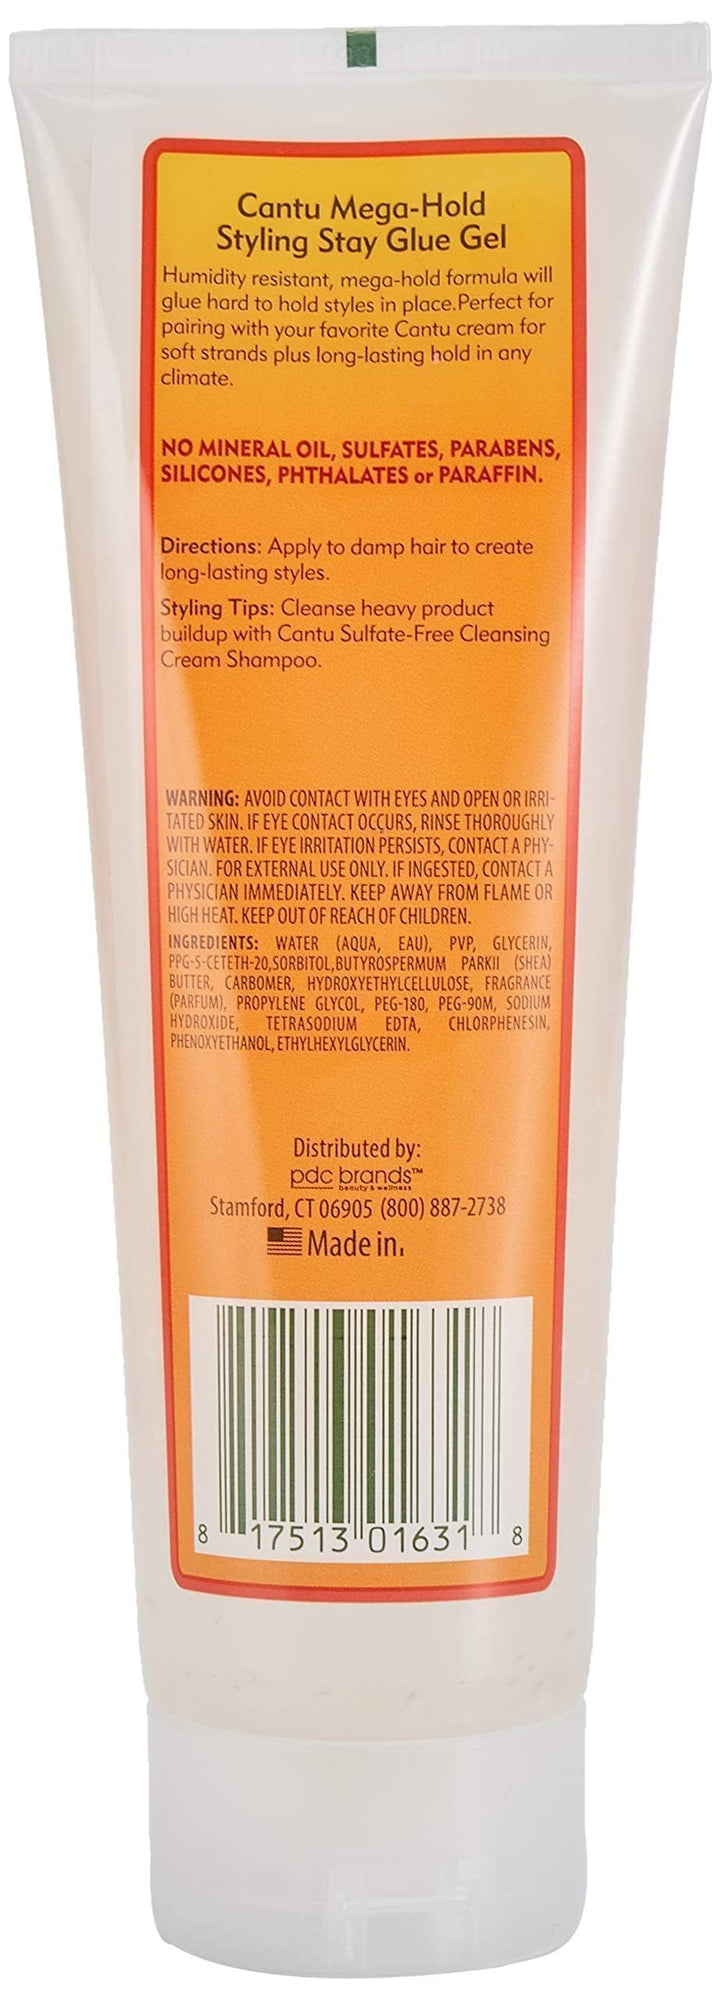 Cantu Mega-Hold
Styling Stay Glue Gel
Humidity resistant, mega-hold formula will
glue hard to hold styles in place.Perfect for
pairing with your favorite Cantu cream for
soft strands plus long-lasting hold in any
climate.
NO MINERAL OIL, SULFATES, PARABENS,
SILICONES, PHTHALATES or PARAFFIN.
Directions: Apply to damp hair to create
long-lasting styles.
Styling Tips: Cleanse heavy product
buildup with Cantu Sulfate-Free Cleansing
Cream Shampoo.
WARNING: AVOID CONTACT WITH EYES AND OPEN OR IRRI-
TATED SKIN. IF EYE CONTACT OCCURS, RINSE THOROUGHLY
WITH WATER. IF EYE IRRITATION PERSISTS, CONTACT A PHY-
SICIAN. FOR EXTERNAL USE ONLY. IF INGESTED, CONTACT A
PHYSICIAN IMMEDIATELY. KEEP AWAY FROM FLAME OR
HIGH HEAT. KEEP OUT OF REACH OF CHILDREN.
INGREDIENTS: WATER (AQUA, EAU), PVP, GLYCERIN,
PPG-5-CETETH-20,SORBITOL,BUTYROSPERMUM PARKII (SHEA)
BUTTER, CARBOMER, HYDROXYETHYLCELLULOSE, FRAGRANCE
(PARFUM), PROPYLENE GLYCOL, PEG-180, PEG-90M, SODIUM
HYDROXIDE, TETRASODIUM EDTA, CHLORPHENESIN,
PHENOXYETHANOL, ETHYLHEXYLGLYCERIN.
Distributed by:
pdc brands™
beauty & wellness
Stamford, CT 06905 (800) 887-2738
Made in.
8 17513 01631 8